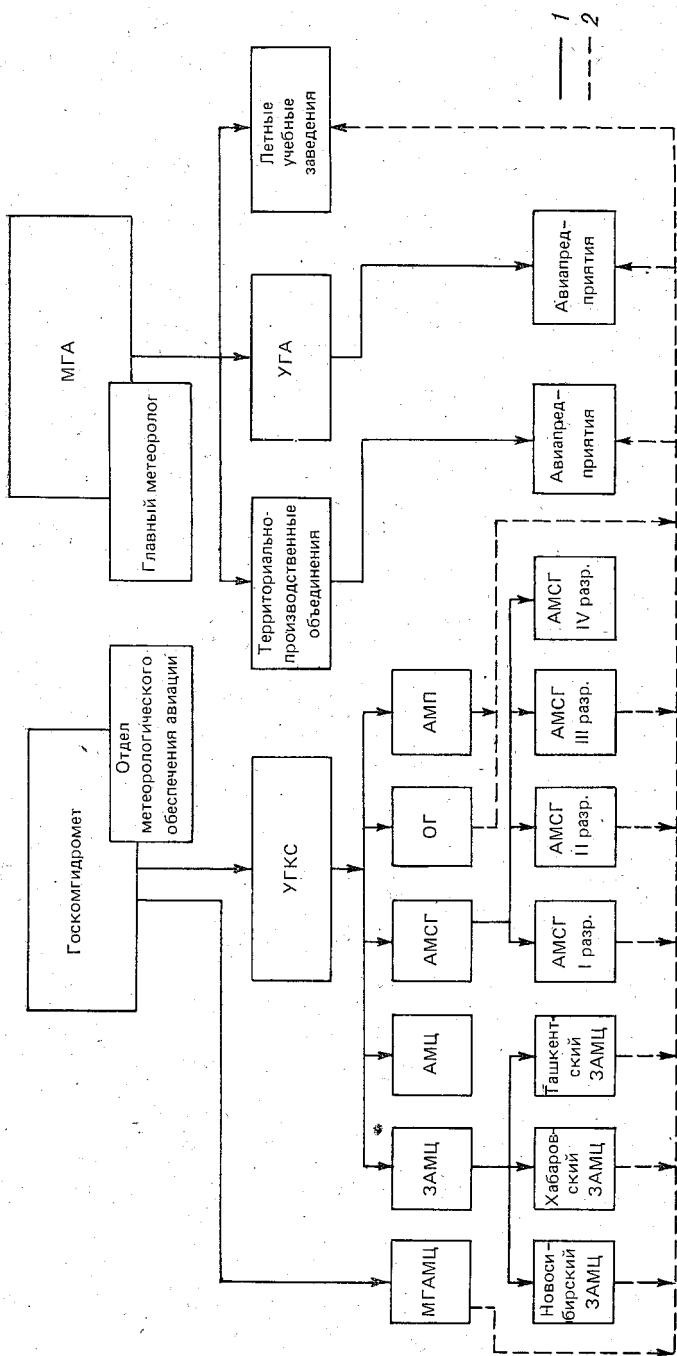 Госкомгидромет
Отдел
метеорологического
обеспечения авиации
МГА
Главный метеоролог
УГКС
Территориально-
производственные
объединения
УГА
Летные
учебные
заведения
МГАМЦ
ЗАМЦ
АМЦ
АМСГ
ОГ
АМП
Новоси-
бирский
ЗАМЦ
Хабаров-
ский
ЗАМЦ
Ташкент-
ский
ЗАМЦ
АМСГ
I разр.
АМСГ
II разр.
АМСГ
III разр.
АМСГ
IV разр.
Авиапред-
приятия
Авиапред-
приятия
1
2